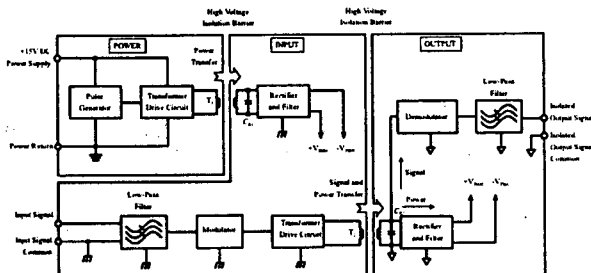 High Voltage
Isolation Barrier
High Voltage
Isolation Barrier
POWER
INPUT
OUTPUT
Power
Transfer
Power Supply
Pulse
Generator
Transformer
Drive Circuit
Rectifier
and Filter
Power Return
Low-Pass
Filter
Demodulator
Isolated
Output Signal
Isolated
Output Signal
Common
Signal and
Power Transfer
Signal
Power
Low-Pass
Filter
Input Signal
Input Signal
Common
Modulator
Transformer
Drive Circuit
Rectifier
and Filter